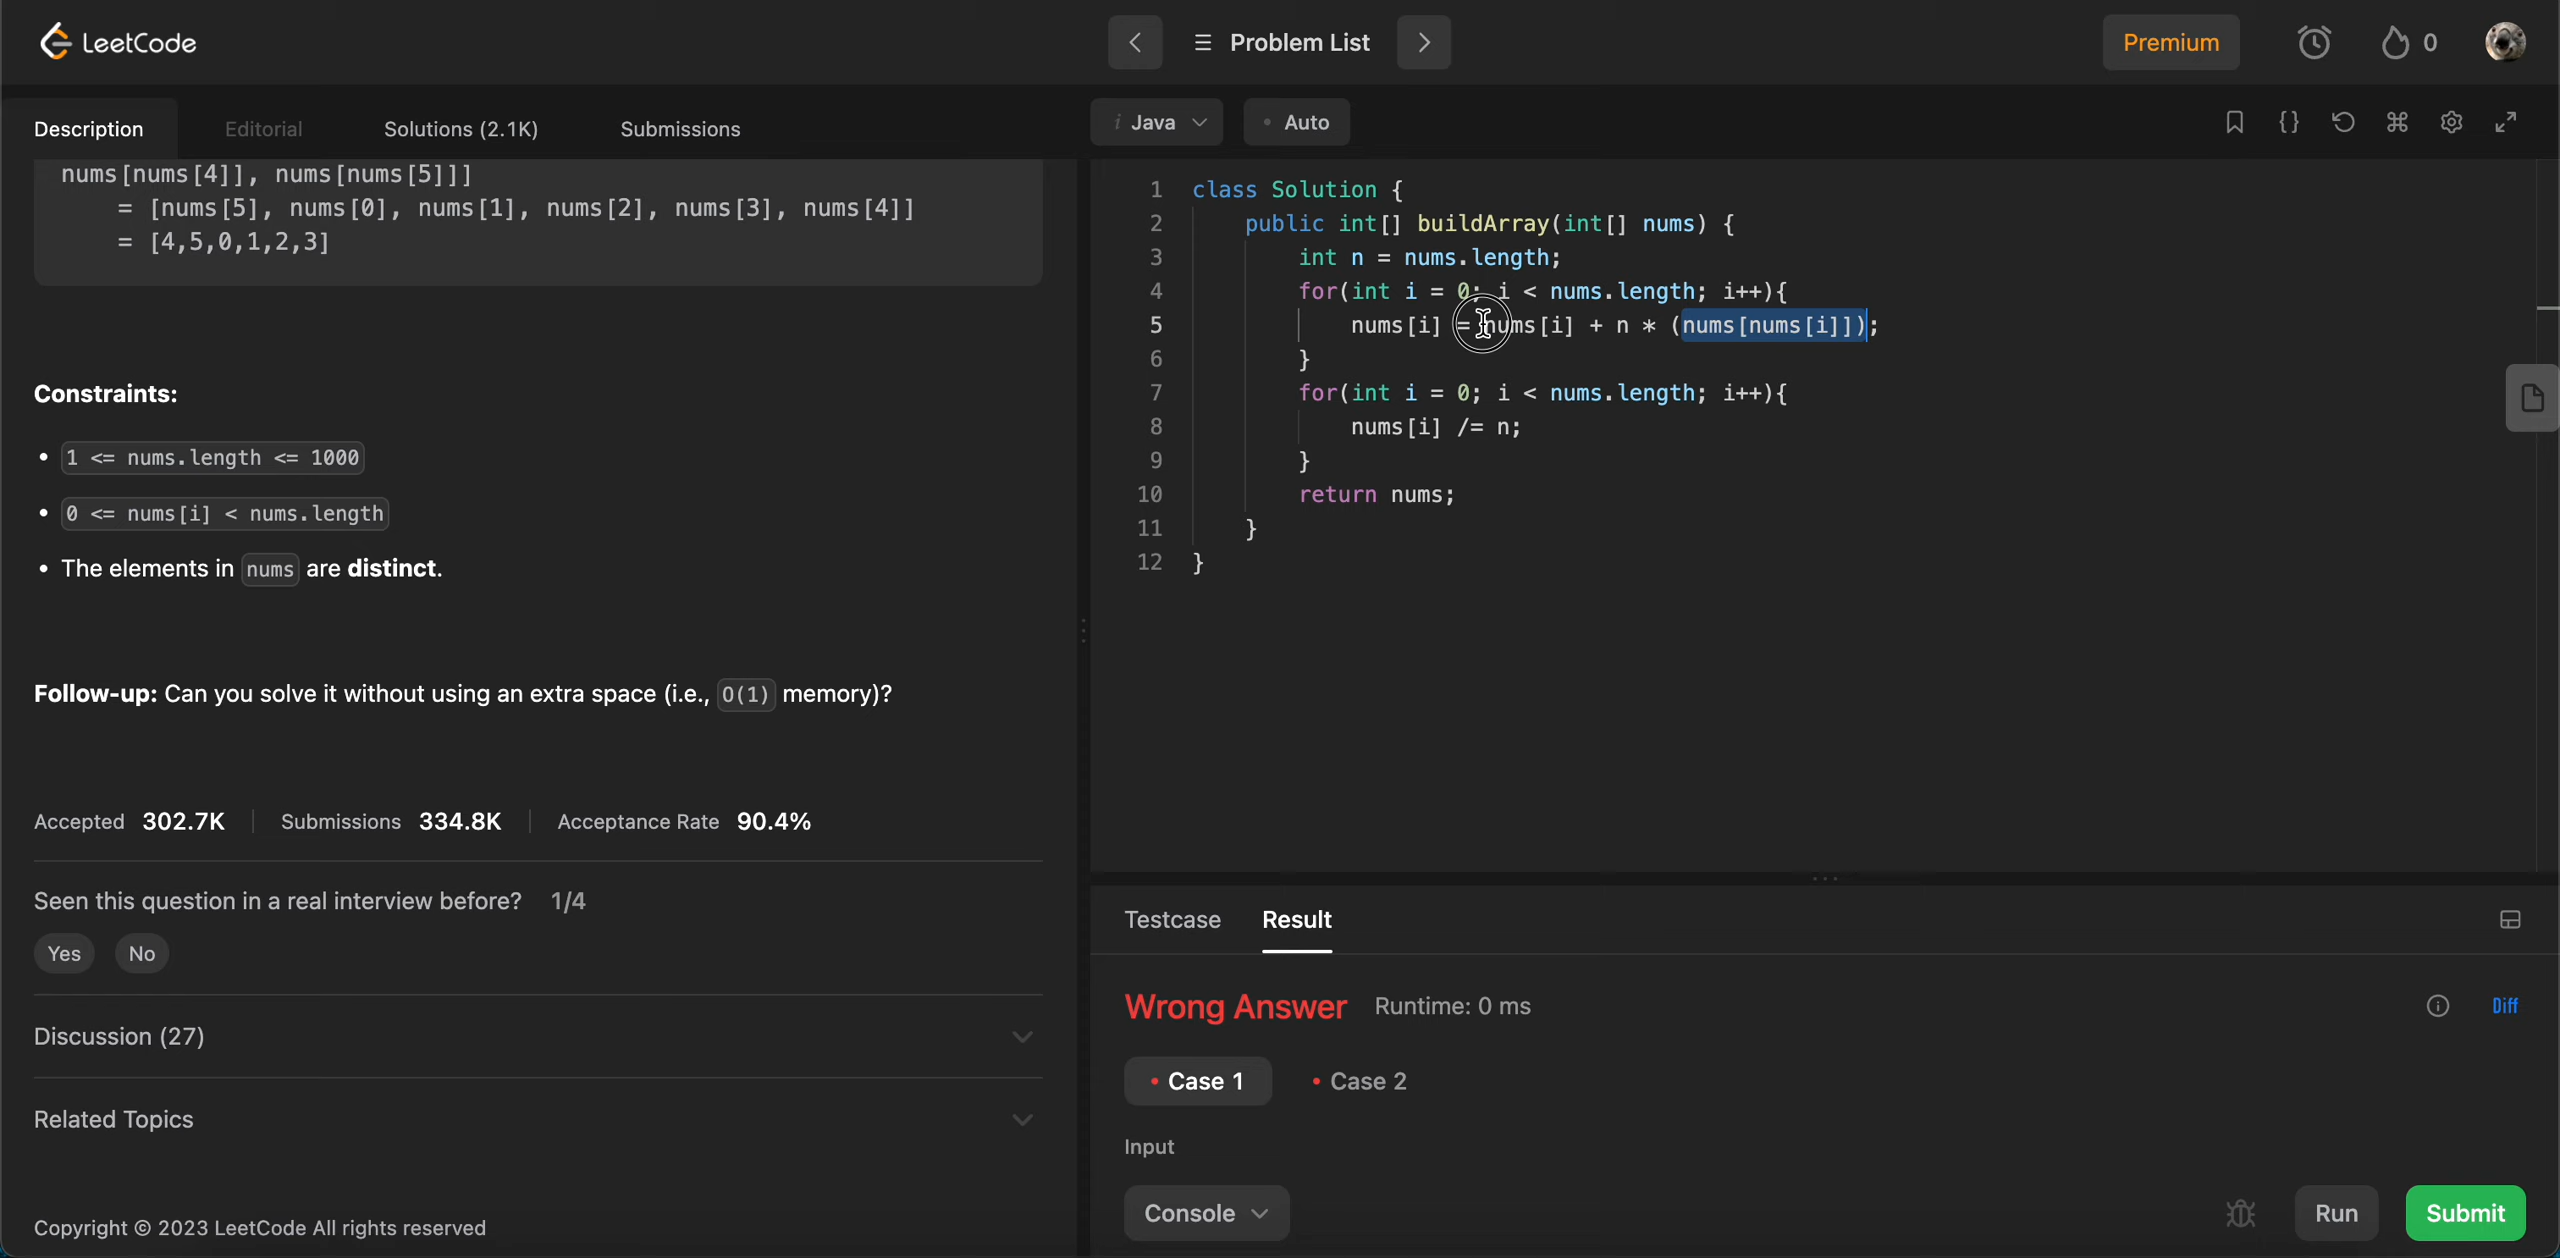 LeetCode
Problem List
Premium
0
Description
Editorial
Solutions (2.1K)
Submissions
i Java
• Auto
nums[nums[4]], nums[nums[5]]]
= [nums[5], nums[0], nums[1], nums[2], nums[3], nums[4]]
= [4,5,0,1,2,3]
Constraints:
• 1 <= nums.length <= 1000
• 0 <= nums[i] < nums.length
• The elements in nums are distinct.
Follow-up: Can you solve it without using an extra space (i.e., O(1) memory)?
Accepted 302.7K
Submissions 334.8K
Acceptance Rate 90.4%
Seen this question in a real interview before? 1/4
Yes
No
Discussion (27)
Related Topics
Copyright © 2023 LeetCode All rights reserved
1 class Solution {
2 public int[] buildArray(int[] nums) {
3 int n = nums.length;
4 for(int i = 0; i < nums.length; i++){
5 nums[i] = nums[i] + n * (nums[nums[i]]);
6 }
7 for(int i = 0; i < nums.length; i++){
8 nums[i] /= n;
9 }
10 return nums;
11 }
12 }
Testcase
Result
Wrong Answer
Runtime: 0 ms
Diff
• Case 1
• Case 2
Input
Console
Run
Submit